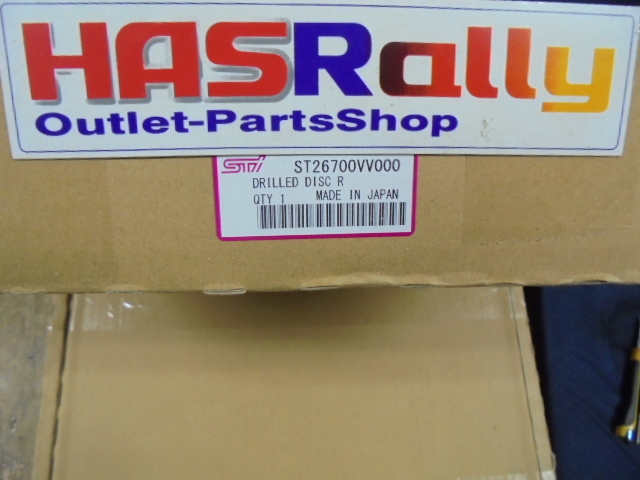 HASRally
Outlet-PartsShop
STI ST26700VV000
DRILLED DISC R
QTY 1 MADE IN JAPAN